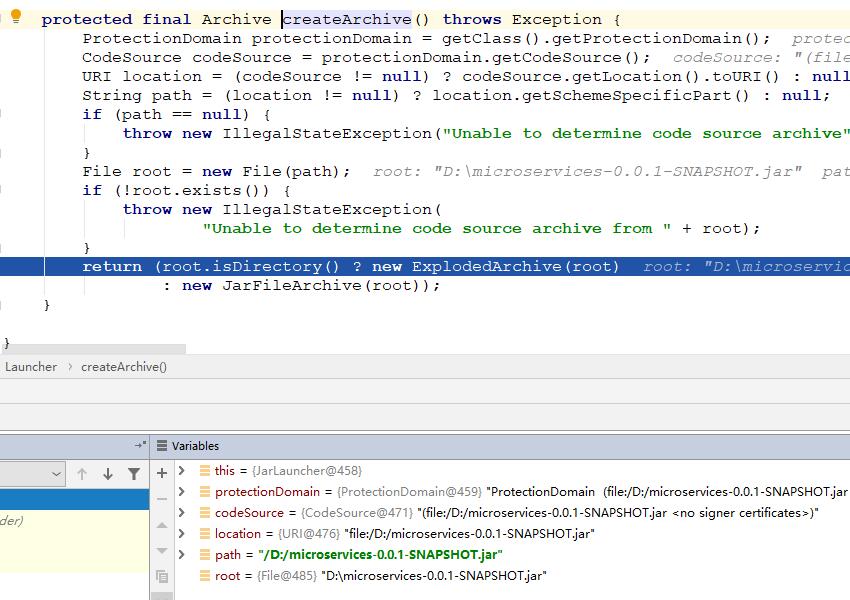 protected final Archive createArchive() throws Exception {
ProtectionDomain protectionDomain = getClass().getProtectionDomain();  protec
CodeSource codeSource = protectionDomain.getCodeSource();  codeSource: "(file
URI location = (codeSource != null) ? codeSource.getLocation().toURI() : null
String path = (location != null) ? location.getSchemeSpecificPart() : null;
if (path == null) {
throw new IllegalStateException("Unable to determine code source archive"
}
File root = new File(path);  root: "D:\microservices-0.0.1-SNAPSHOT.jar"  pat
if (!root.exists()) {
throw new IllegalStateException(
"Unable to determine code source archive from " + root);
}
return (root.isDirectory() ? new ExplodedArchive(root)  root: "D:\microservic
: new JarFileArchive(root));
}
}
Launcher > createArchive()
Variables
this = {JarLauncher@458}
protectionDomain = {ProtectionDomain@459} "ProtectionDomain (file:/D:/microservices-0.0.1-SNAPSHOT.jar
codeSource = {CodeSource@471} "(file:/D:/microservices-0.0.1-SNAPSHOT.jar <no signer certificates>)"
der)
location = {URI@476} "file:/D:/microservices-0.0.1-SNAPSHOT.jar"
path = "/D:/microservices-0.0.1-SNAPSHOT.jar"
root = {File@485} "D:\microservices-0.0.1-SNAPSHOT.jar"